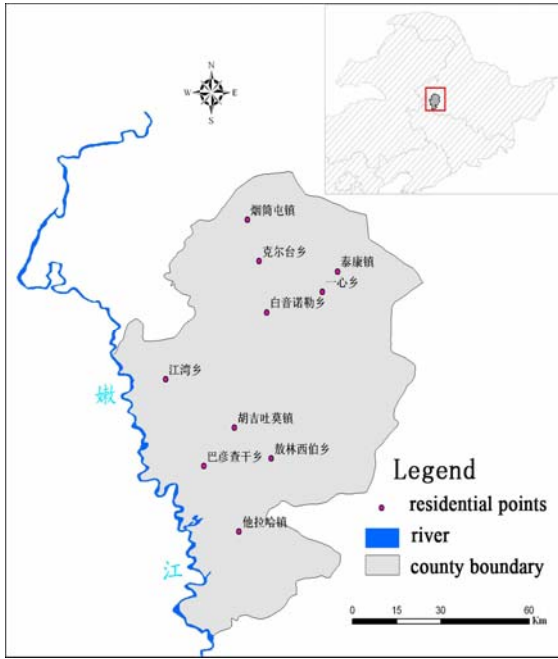 N
W E
S
烟筒屯镇
克尔台乡
泰康镇
一心乡
白音诺勒乡
江湾乡
嫩
胡吉吐莫镇
敖林西伯乡
巴彦查干乡
他拉哈镇
江
Legend
residential points
river
county boundary
0 15 30 60
Km